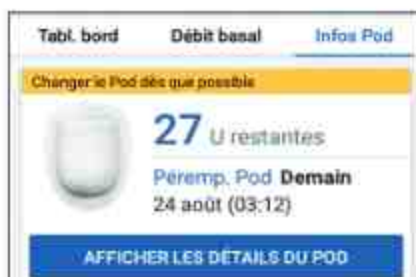 Tabl. bord Débit basal Infos Pod
Changer le Pod dès que possible
27 U restantes
Péremp. Pod Demain
24 août (03:12)
AFFICHER LES DÉTAILS DU POD